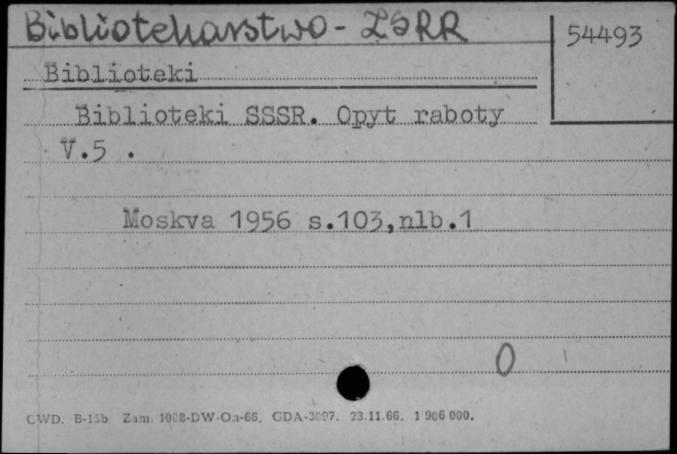 Bibliotekarstwo - ZSRR
54493
Biblioteki
Biblioteki SSSR. Opyt raboty
V.5 .
Moskva 1956 s.103,nlb.1
0
CWD. B-15b Zam. 1008-DW-On-66. GDA-3097. 23.11.66. 1 906 000.